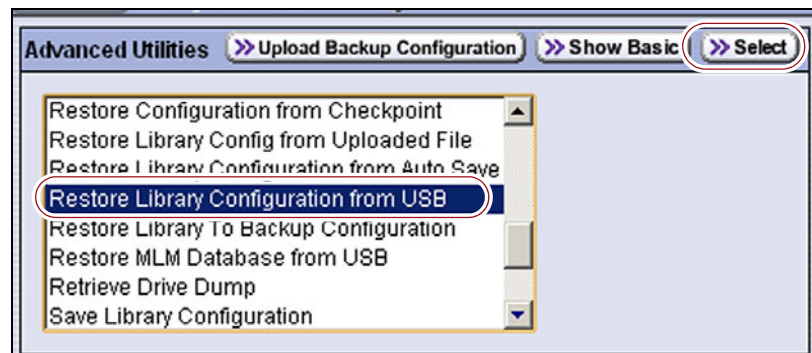 Advanced Utilities >> Upload Backup Configuration >> Show Basic >> Select
Restore Configuration from Checkpoint
Restore Library Config from Uploaded File
Restore Library Configuration from Auto Save
Restore Library Configuration from USB
Restore Library To Backup Configuration
Restore MLM Database from USB
Retrieve Drive Dump
Save Library Configuration